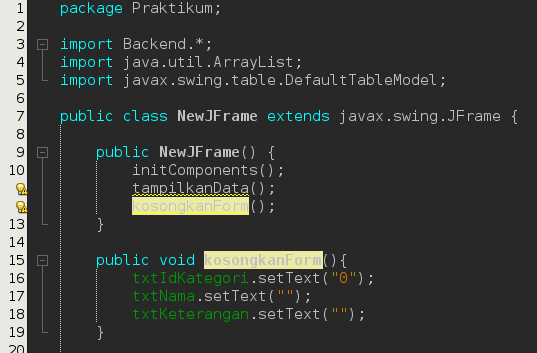 1 package Praktikum;
2
3 import Backend.*;
4 import java.util.ArrayList;
5 import javax.swing.table.DefaultTableModel;
6
7 public class NewJFrame extends javax.swing.JFrame {
8
9 public NewJFrame() {
10 initComponents();
tampilkanData();
kosongkanForm();
13 }
14
15 public void kosongkanForm(){
16 txtIdKategori.setText("0");
17 txtNama.setText("");
18 txtKeterangan.setText("");
19 }
20